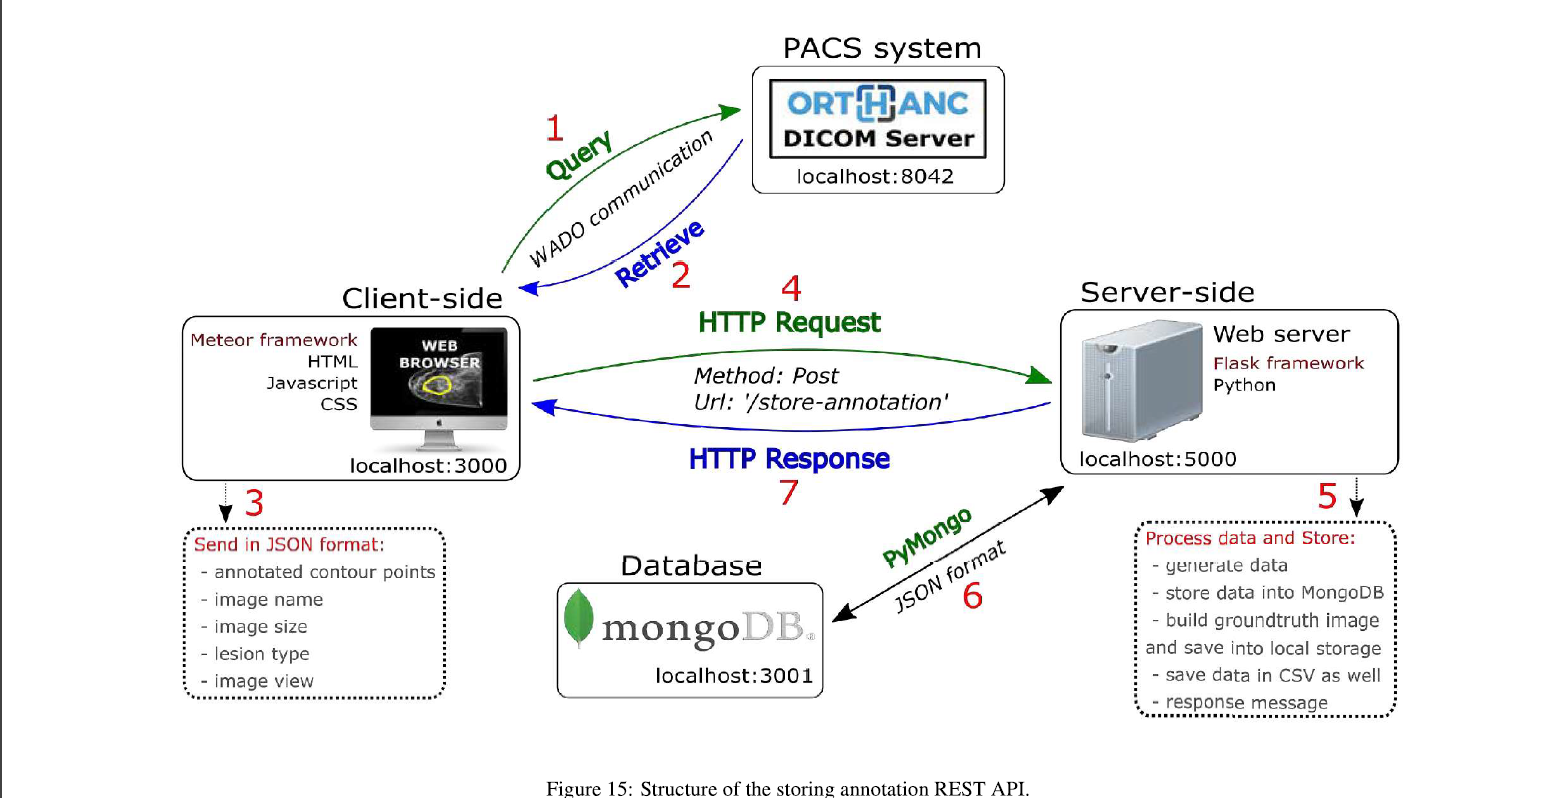 PACS system
ORTHANC
DICOM Server
localhost:8042
1
Query
WADO communication
Retrieve
2
Client-side
Meteor framework
HTML
Javascript
CSS
WEB
BROWSER
localhost:3000
4
HTTP Request
Method: Post
Url: '/store-annotation'
HTTP Response
7
Server-side
Web server
Flask framework
Python
localhost:5000
3
Send in JSON format:
- annotated contour points
- image name
- image size
- lesion type
- image view
Database
mongoDB®
localhost:3001
PyMongo
JSON format
6
5
Process data and Store:
- generate data
- store data into MongoDB
- build groundtruth image
and save into local storage
- save data in CSV as well
- response message
Figure 15: Structure of the storing annotation REST API.